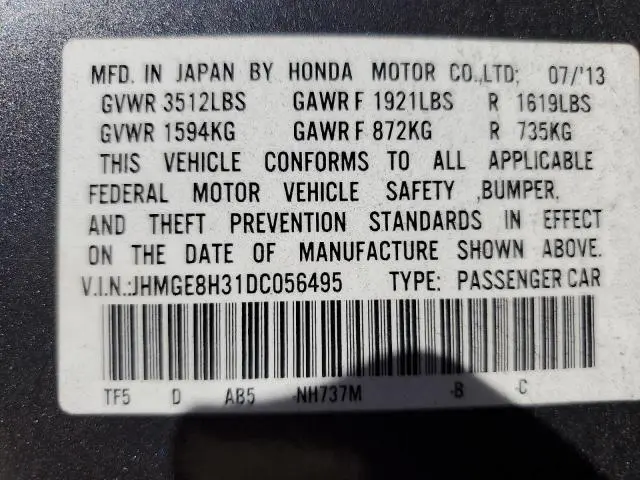 MFD. IN JAPAN BY HONDA MOTOR CO.,LTD; 07/'13
GVWR 3512LBS GAWR F 1921LBS R 1619LBS
GVWR 1594KG GAWR F 872KG R 735KG
THIS VEHICLE CONFORMS TO ALL APPLICABLE
FEDERAL MOTOR VEHICLE SAFETY ,BUMPER,
AND THEFT PREVENTION STANDARDS IN EFFECT
ON THE DATE OF MANUFACTURE SHOWN ABOVE.
V.I.N.:JHMGE8H31DC056495 TYPE: PASSENGER CAR
TF5 D AB5 -NH737M -B -C